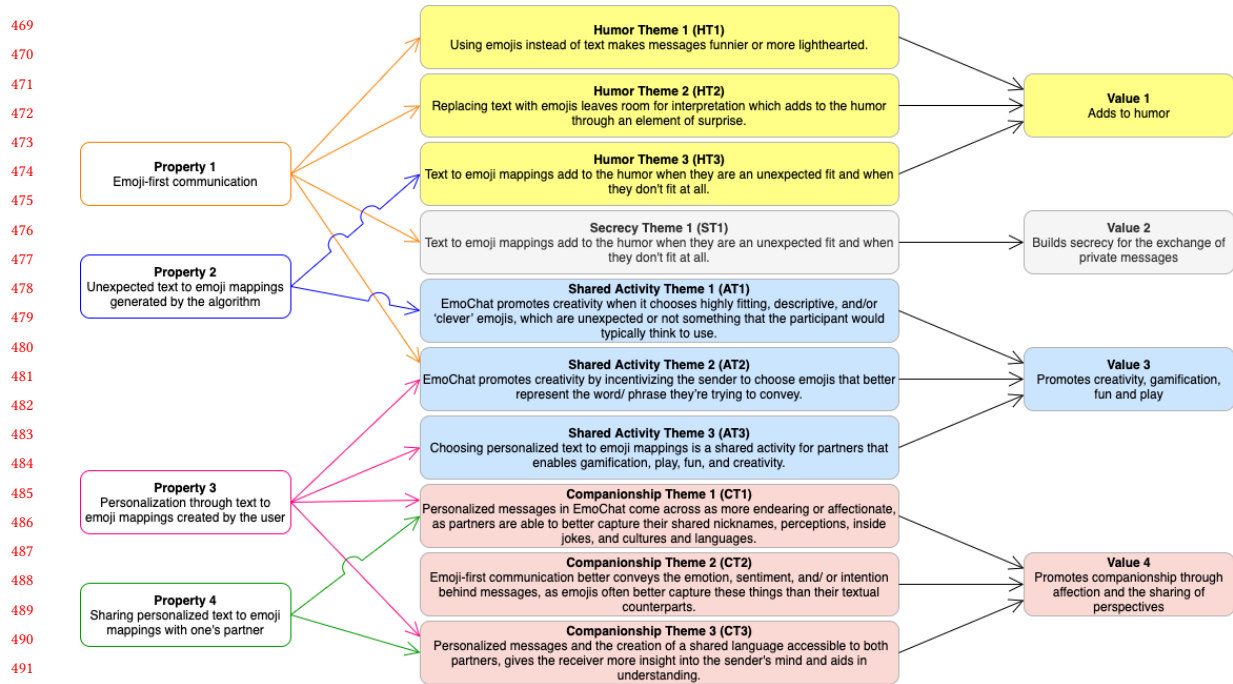 469
470
471
472
473
474
475
476
477
478
479
480
481
482
483
484
485
486
487
488
489
490
491
Property 1
Emoji-first communication
Property 2
Unexpected text to emoji mappings
generated by the algorithm
Property 3
Personalization through text to
emoji mappings created by the user
Property 4
Sharing personalized text to emoji
mappings with one's partner
Humor Theme 1 (HT1)
Using emojis instead of text makes messages funnier or more lighthearted.
Humor Theme 2 (HT2)
Replacing text with emojis leaves room for interpretation which adds to the humor
through an element of surprise.
Humor Theme 3 (HT3)
Text to emoji mappings add to the humor when they are an unexpected fit and when
they don't fit at all.
Secrecy Theme 1 (ST1)
Text to emoji mappings add to the humor when they are an unexpected fit and when
they don't fit at all.
Shared Activity Theme 1 (AT1)
EmoChat promotes creativity when it chooses highly fitting, descriptive, and/or
‘clever’ emojis, which are unexpected or not something that the participant would
typically think to use.
Shared Activity Theme 2 (AT2)
EmoChat promotes creativity by incentivizing the sender to choose emojis that better
represent the word/ phrase they're trying to convey.
Shared Activity Theme 3 (AT3)
Choosing personalized text to emoji mappings is a shared activity for partners that
enables gamification, play, fun, and creativity.
Companionship Theme 1 (CT1)
Personalized messages in EmoChat come across as more endearing or affectionate,
as partners are able to better capture their shared nicknames, perceptions, inside
jokes, and cultures and languages.
Companionship Theme 2 (CT2)
Emoji-first communication better conveys the emotion, sentiment, and/ or intention
behind messages, as emojis often better capture these things than their textual
counterparts.
Companionship Theme 3 (CT3)
Personalized messages and the creation of a shared language accessible to both
partners, gives the receiver more insight into the sender's mind and aids in
understanding.
Value 1
Adds to humor
Value 2
Builds secrecy for the exchange of
private messages
Value 3
Promotes creativity, gamification,
fun and play
Value 4
Promotes companionship through
affection and the sharing of
perspectives